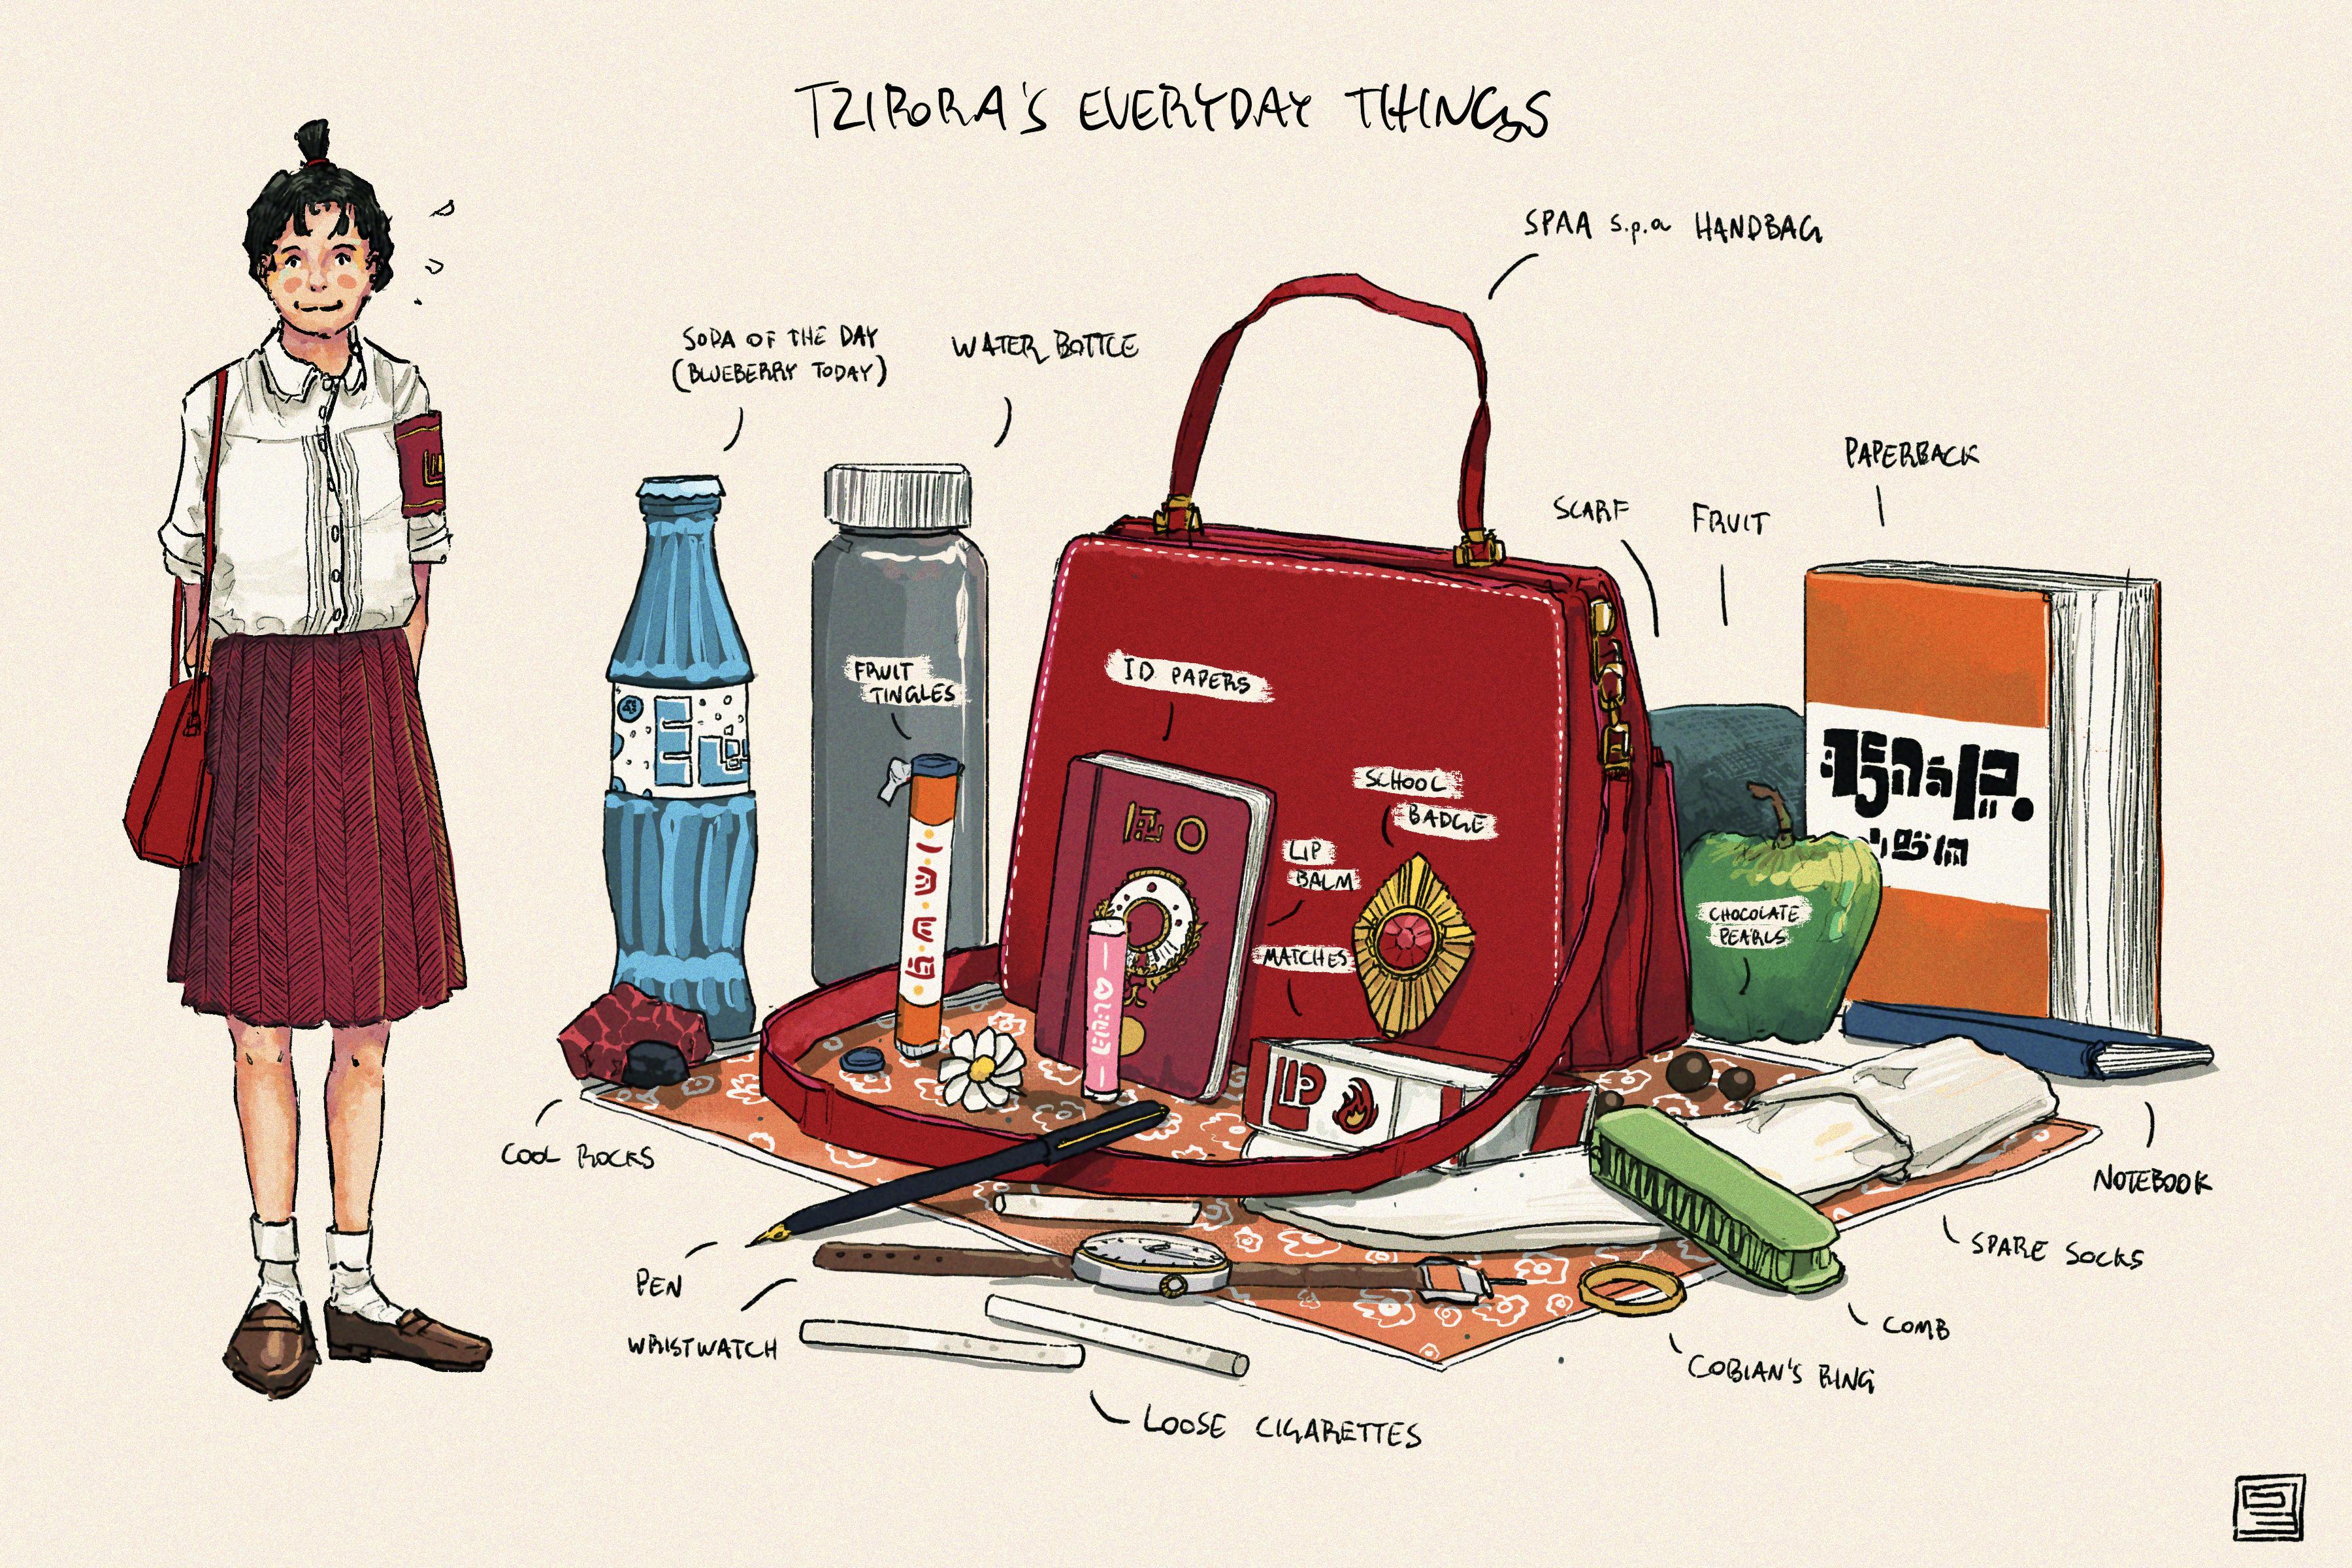 TZIPORA'S EVERYDAY THINGS
SPAA s.p.a HANDBAG
SODA OF THE DAY
(BLUEBERRY TODAY)
WATER BOTTLE
PAPERBACK
SCARF
FRUIT
FRUIT
TINGLES
ID PAPERS
SCHOOL
BADGE
LIP
BALM
MATCHES
CHOCOLATE
PEARLS
COOL ROCKS
NOTEBOOK
SPARE SOCKS
PEN
WRISTWATCH
COMB
COBIAN'S RING
LOOSE CIGARETTES